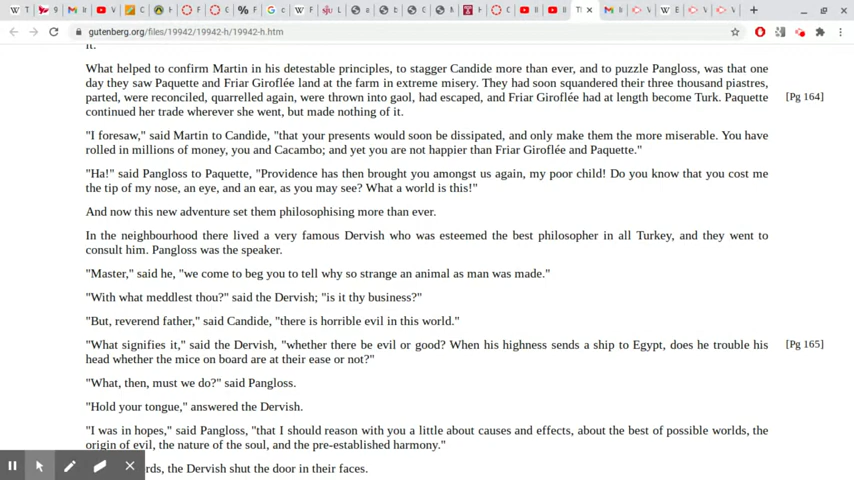 gutenberg.org/files/19942/19942-h/19942-h.htm
it.
What helped to confirm Martin in his detestable principles, to stagger Candide more than ever, and to puzzle Pangloss, was that one
day they saw Paquette and Friar Giroflée land at the farm in extreme misery. They had soon squandered their three thousand piastres,
parted, were reconciled, quarrelled again, were thrown into gaol, had escaped, and Friar Giroflée had at length become Turk. Paquette
continued her trade wherever she went, but made nothing of it.
[Pg 164]
"I foresaw," said Martin to Candide, "that your presents would soon be dissipated, and only make them the more miserable. You have
rolled in millions of money, you and Cacambo; and yet you are not happier than Friar Giroflée and Paquette."
"Ha!" said Pangloss to Paquette, "Providence has then brought you amongst us again, my poor child! Do you know that you cost me
the tip of my nose, an eye, and an ear, as you may see? What a world is this!"
And now this new adventure set them philosophising more than ever.
In the neighbourhood there lived a very famous Dervish who was esteemed the best philosopher in all Turkey, and they went to
consult him. Pangloss was the speaker.
"Master," said he, "we come to beg you to tell why so strange an animal as man was made."
"With what meddlest thou?" said the Dervish; "is it thy business?"
"But, reverend father," said Candide, "there is horrible evil in this world."
"What signifies it," said the Dervish, "whether there be evil or good? When his highness sends a ship to Egypt, does he trouble his
head whether the mice on board are at their ease or not?"
[Pg 165]
"What, then, must we do?" said Pangloss.
"Hold your tongue," answered the Dervish.
"I was in hopes," said Pangloss, "that I should reason with you a little about causes and effects, about the best of possible worlds, the
origin of evil, the nature of the soul, and the pre-established harmony."
rds, the Dervish shut the door in their faces.